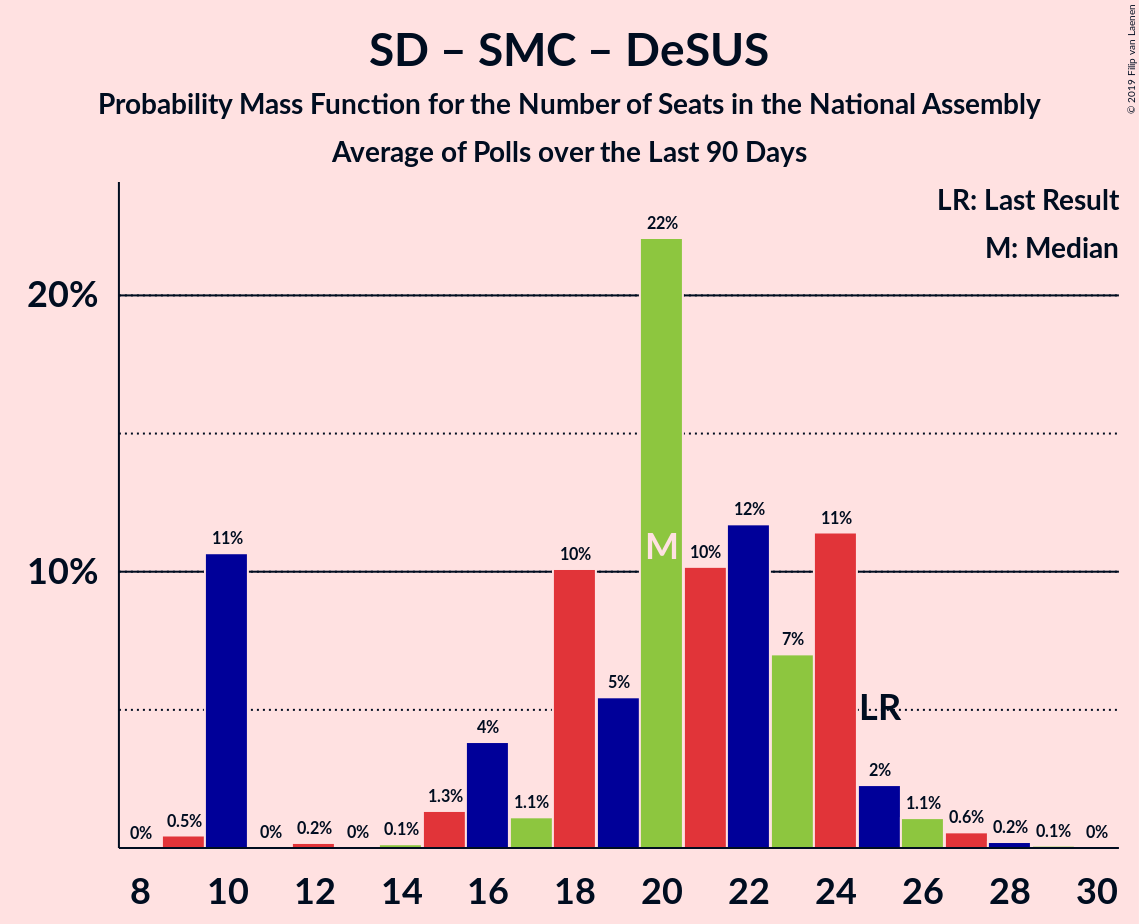 SD – SMC – DeSUS
Probability Mass Function for the Number of Seats in the National Assembly
Average of Polls over the Last 90 Days
© 2019 Filip van Laenen
LR: Last Result
M: Median
20%
10%
0%
0.5%
11%
0%
0.2%
0%
0.1%
1.3%
4%
1.1%
10%
5%
22%
M
10%
12%
7%
11%
LR
2%
1.1%
0.6%
0.2%
0.1%
0%
8 10 12 14 16 18 20 22 24 26 28 30